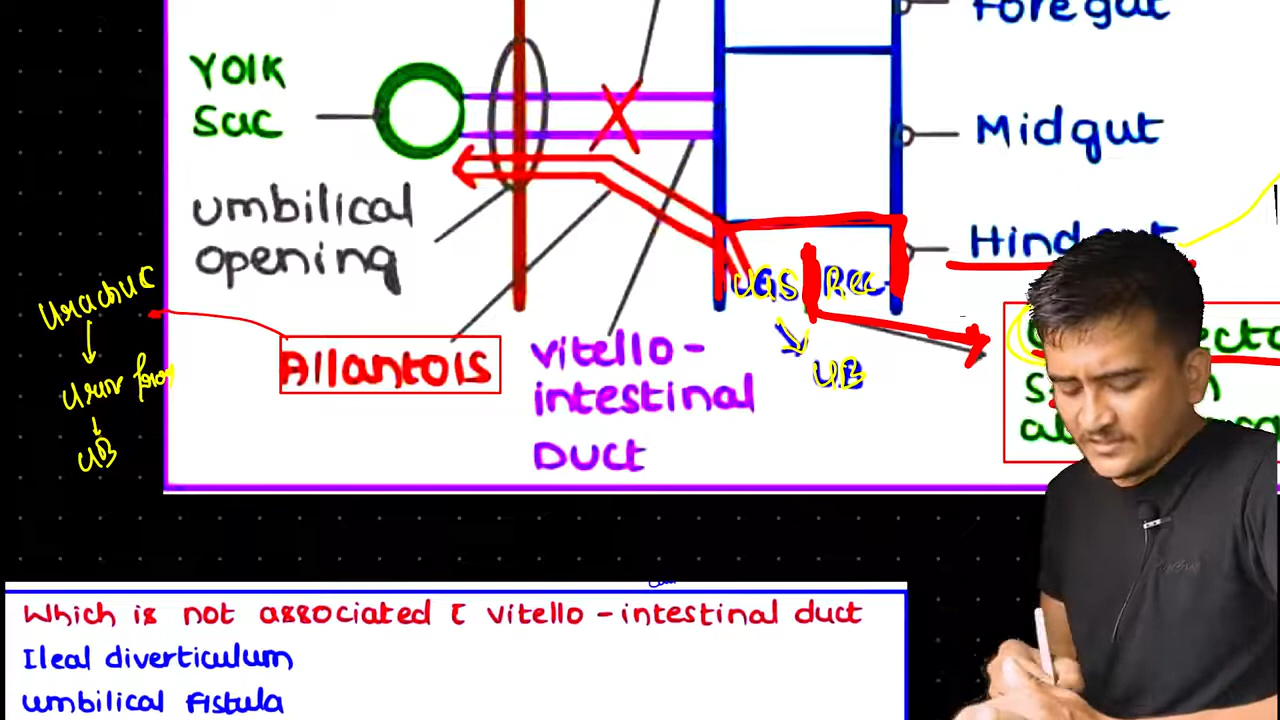 Foregut
YOlK
Sac
Midgut
umbilical
opening
UGS Rec
Urachus
Allantois
vitello-
intestinal
Duct
UB
UB
Which is not associated c vitello-intestinal duct
Ileal diverticulum
umbilical Fistula